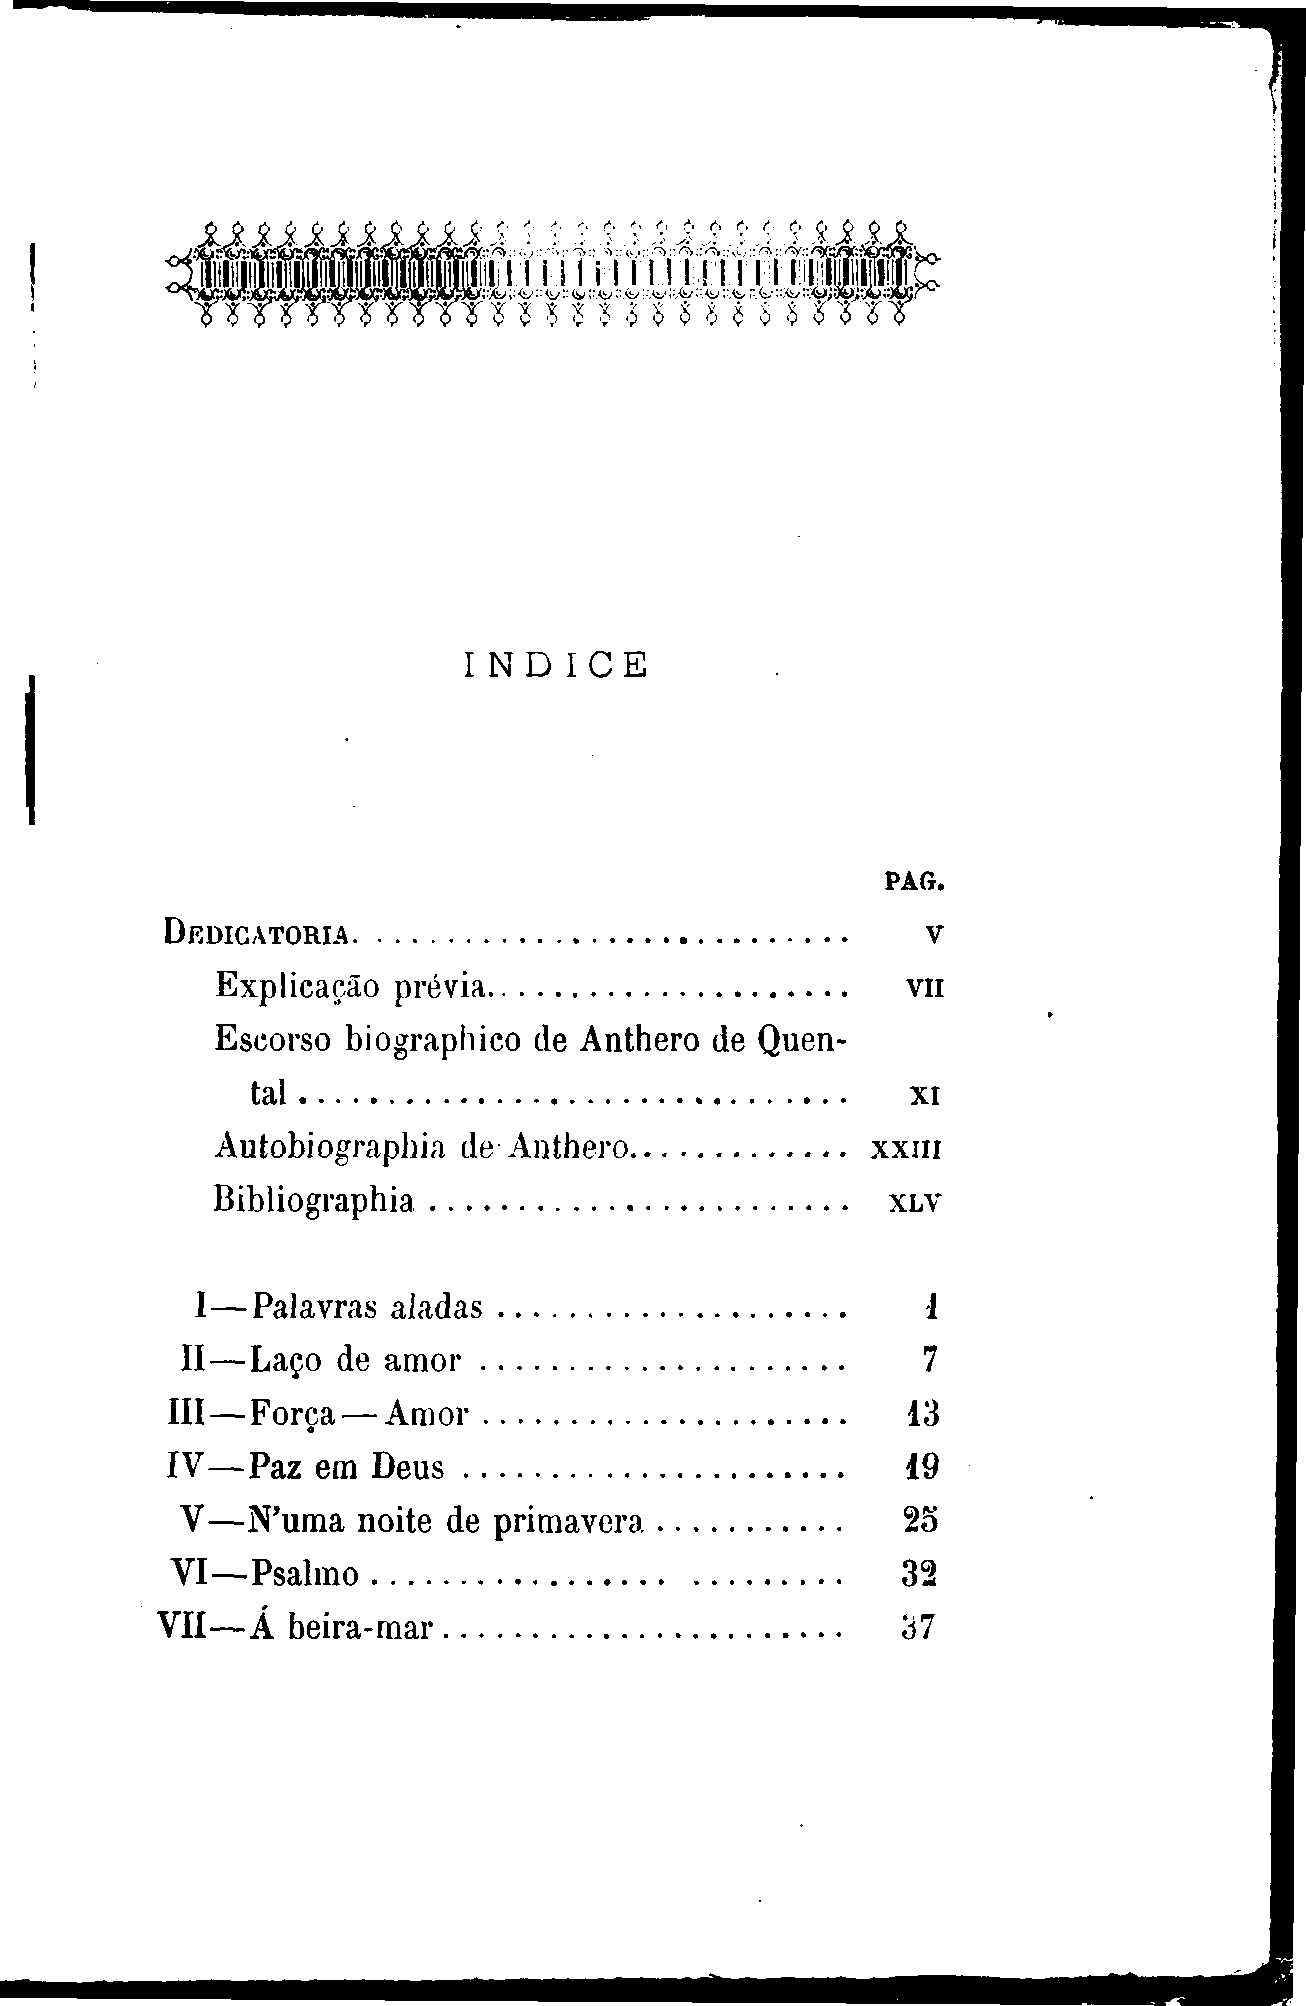 INDICE
PAG.
DEDICATORIA. . . . . . . . . . . . . . . . . . . . . . . . . . . . V
Explicação prévia. . . . . . . . . . . . . . . . . . . . . VII
Escorso biographico de Anthero de Quen-
tal . . . . . . . . . . . . . . . . . . . . . . . . . . . . . . . XI
Autobiographia de Anthero. . . . . . . . . . . . . XXIII
Bibliographia . . . . . . . . . . . . . . . . . . . . . . . . XLV
I—Palavras aladas . . . . . . . . . . . . . . . . . . . . 1
II—Laço de amor . . . . . . . . . . . . . . . . . . . . . 7
III—Força—Amor . . . . . . . . . . . . . . . . . . . . . 13
IV—Paz em Deus . . . . . . . . . . . . . . . . . . . . . . 19
V—N'uma noite de primavera . . . . . . . . . . . 25
VI—Psalmo . . . . . . . . . . . . . . . . . . . . . . . . . . 32
VII—Á beira-mar . . . . . . . . . . . . . . . . . . . . . . . 37